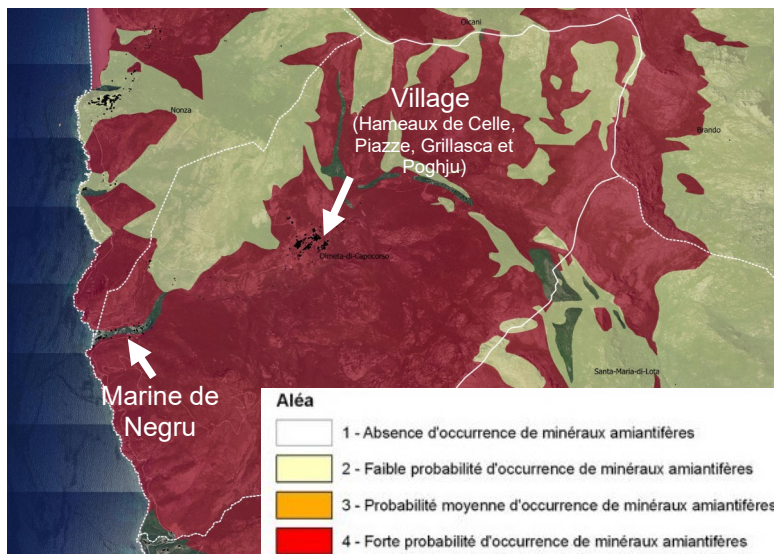 Olcani
Village
(Hameaux de Celle,
Piazze, Grillasca et
Poghju)
Nonza
Brando
Olmeta-di-Capocorso
Santa-Maria-di-Lota
Marine de
Negru
Aléa
1 - Absence d'occurrence de minéraux amiantifères
2 - Faible probabilité d'occurrence de minéraux amiantifères
3 - Probabilité moyenne d'occurrence de minéraux amiantifères
4 - Forte probabilité d'occurrence de minéraux amiantifères